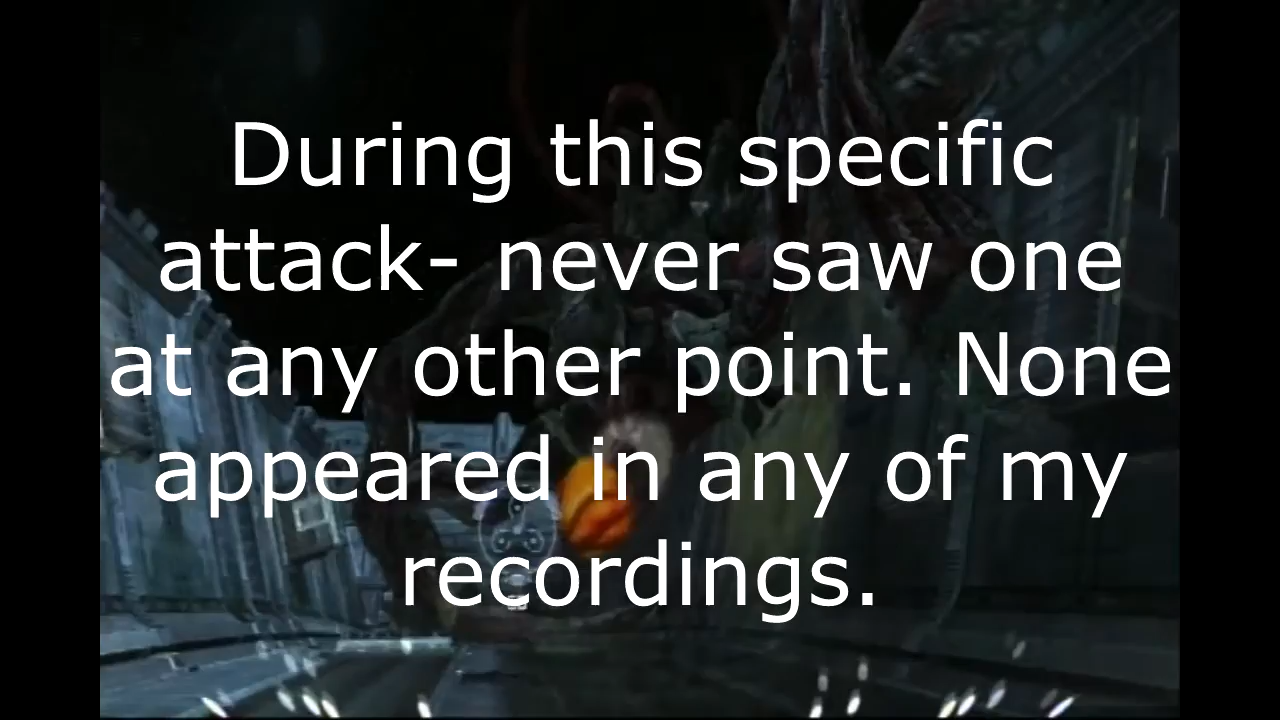 During this specific
attack- never saw one
at any other point. None
appeared in any of my
recordings.